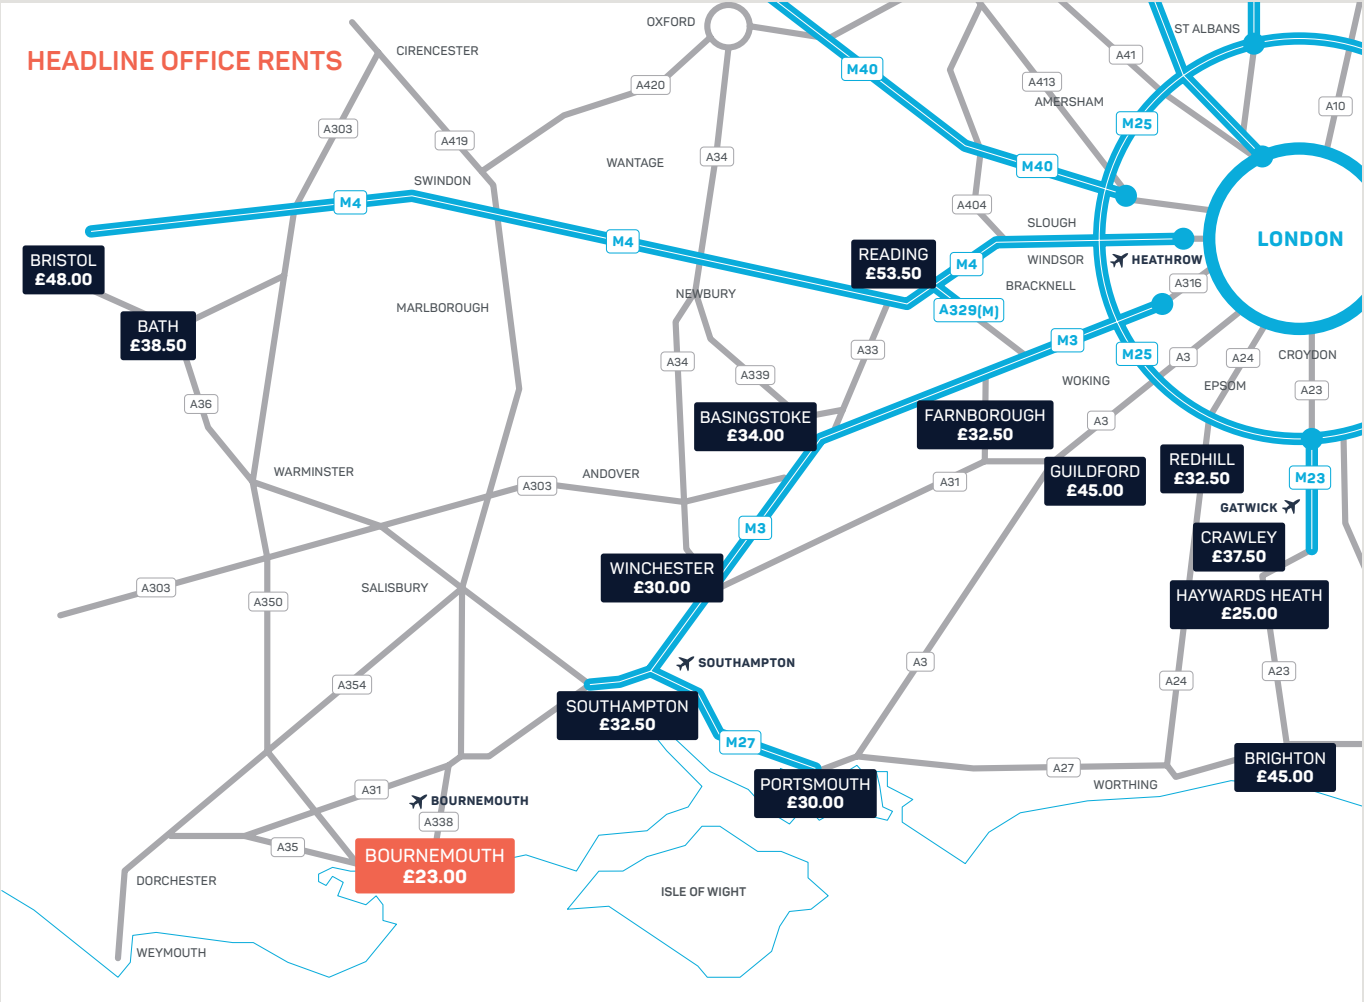 HEADLINE OFFICE RENTS
OXFORD
CIRENCESTER
ST ALBANS
A41
M40
A420
A413
AMERSHAM
A10
A303
A419
M25
WANTAGE
A34
M40
SWINDON
M4
A404
SLOUGH
M4
LONDON
BRISTOL
£48.00
READING
£53.50
M4
WINDSOR
HEATHROW
BRACKNELL
A316
NEWBURY
MARLBOROUGH
A329(M)
BATH
£38.50
A33
M3
M25
A3
A24
CROYDON
A34
A339
WOKING
EPSOM
A23
A36
BASINGSTOKE
£34.00
FARNBOROUGH
£32.50
A3
WARMINSTER
ANDOVER
A303
A31
GUILDFORD
£45.00
REDHILL
£32.50
M23
GATWICK
M3
CRAWLEY
£37.50
WINCHESTER
£30.00
A303
A350
SALISBURY
HAYWARDS HEATH
£25.00
SOUTHAMPTON
A3
A354
A24
A23
SOUTHAMPTON
£32.50
M27
BRIGHTON
£45.00
A27
WORTHING
PORTSMOUTH
£30.00
A31
BOURNEMOUTH
A338
A35
BOURNEMOUTH
£23.00
DORCHESTER
ISLE OF WIGHT
WEYMOUTH